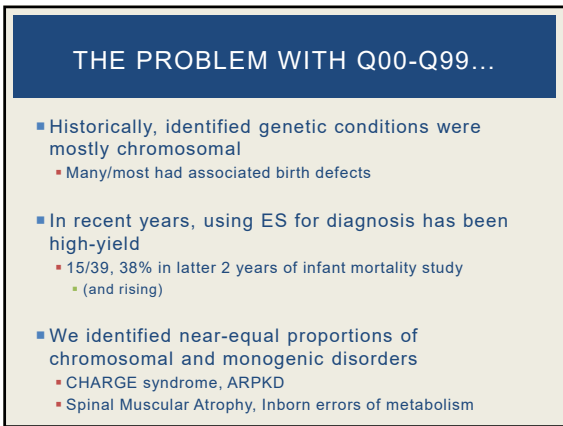 THE PROBLEM WITH Q00-Q99…
Historically, identified genetic conditions were
mostly chromosomal
Many/most had associated birth defects
In recent years, using ES for diagnosis has been
high-yield
15/39, 38% in latter 2 years of infant mortality study
(and rising)
We identified near-equal proportions of
chromosomal and monogenic disorders
CHARGE syndrome, ARPKD
Spinal Muscular Atrophy, Inborn errors of metabolism